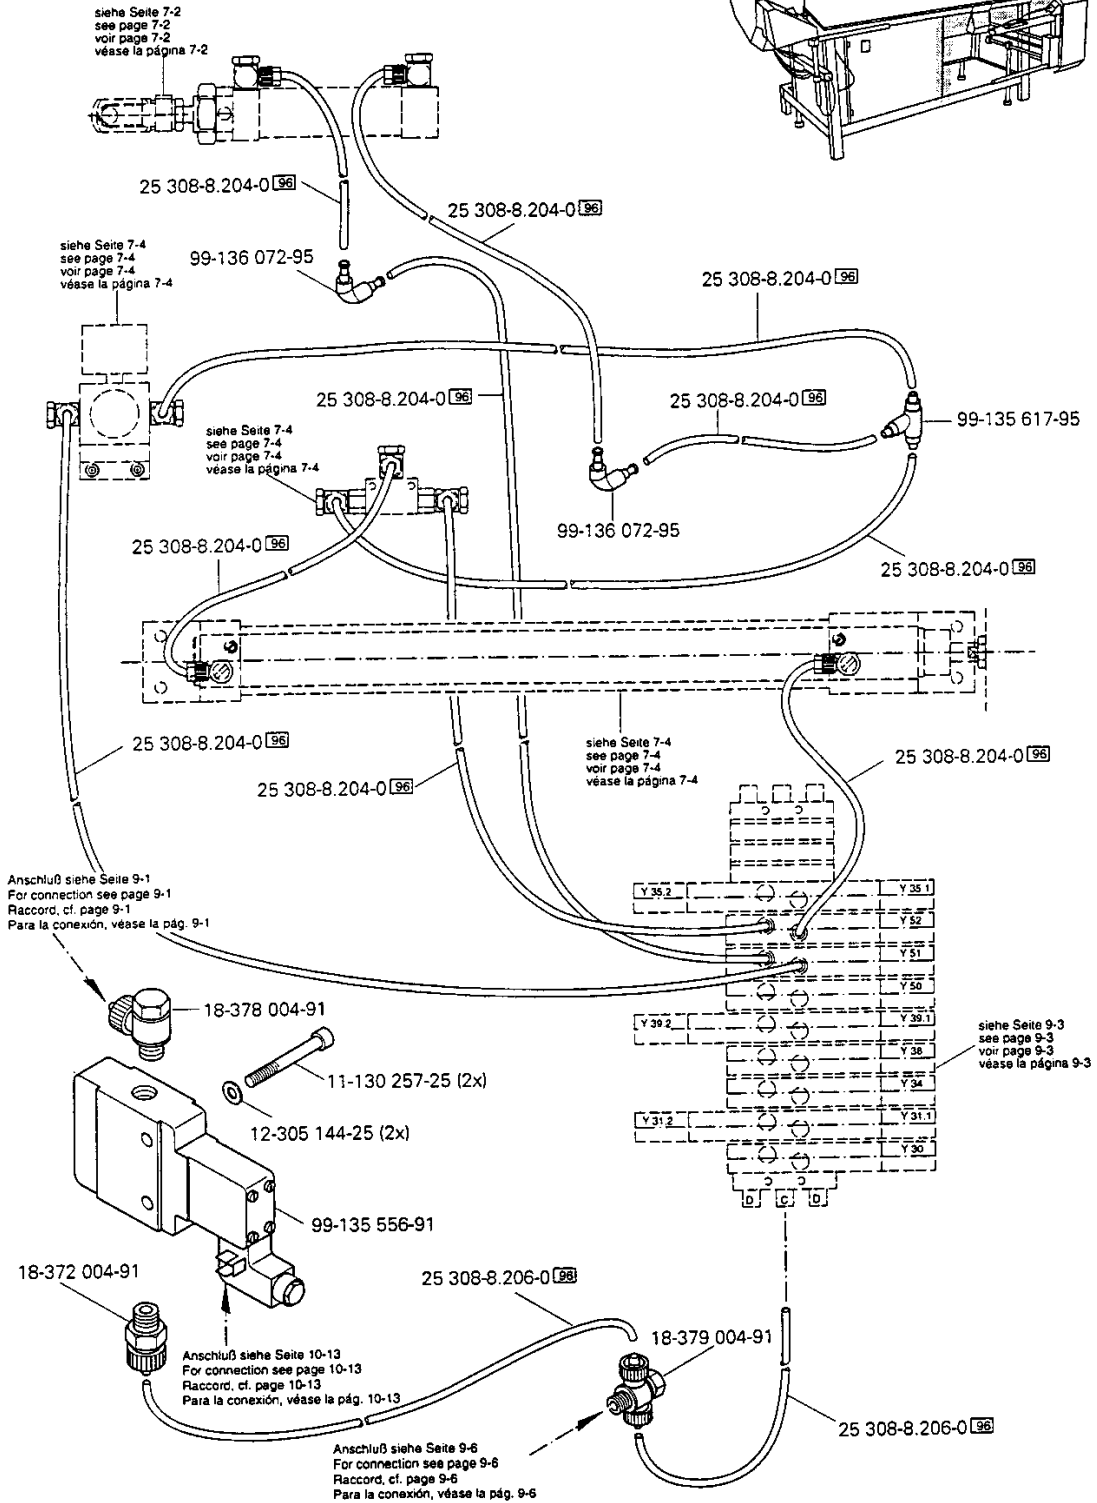 siehe Seite 7-2
see page 7-2
voir page 7-2
véase la página 7-2
25 308-8.204-0 96
25 308-8.204-0 96
siehe Seite 7-4
see page 7-4
voir page 7-4
véase la página 7-4
99-136 072-95
25 308-8.204-0 96
25 308-8.204-0 96
25 308-8.204-0 96
99-135 617-95
siehe Seite 7-4
see page 7-4
voir page 7-4
véase la página 7-4
99-136 072-95
25 308-8.204-0 96
25 308-8.204-0 96
25 308-8.204-0 96
25 308-8.204-0 96
siehe Seite 7-4
see page 7-4
voir page 7-4
véase la página 7-4
25 308-8.204-0 96
Anschluß siehe Seite 9-1
For connection see page 9-1
Raccord, cf. page 9-1
Para la conexión, véase la pág. 9-1
Y 35.2
Y 35.1
Y 52
Y 51
Y 50
Y 39.2
Y 39.1
Y 38
Y 34
Y 31.2
Y 31.1
Y 30
D C D
siehe Seite 9-3
see page 9-3
voir page 9-3
véase la página 9-3
18-378 004-91
11-130 257-25 (2x)
12-305 144-25 (2x)
99-135 556-91
18-372 004-91
25 308-8.206-0 96
18-379 004-91
Anschluß siehe Seite 10-13
For connection see page 10-13
Raccord, cf. page 10-13
Para la conexión, véase la pág. 10-13
25 308-8.206-0 96
Anschluß siehe Seite 9-6
For connection see page 9-6
Raccord, cf. page 9-6
Para la conexión, véase la pág. 9-6